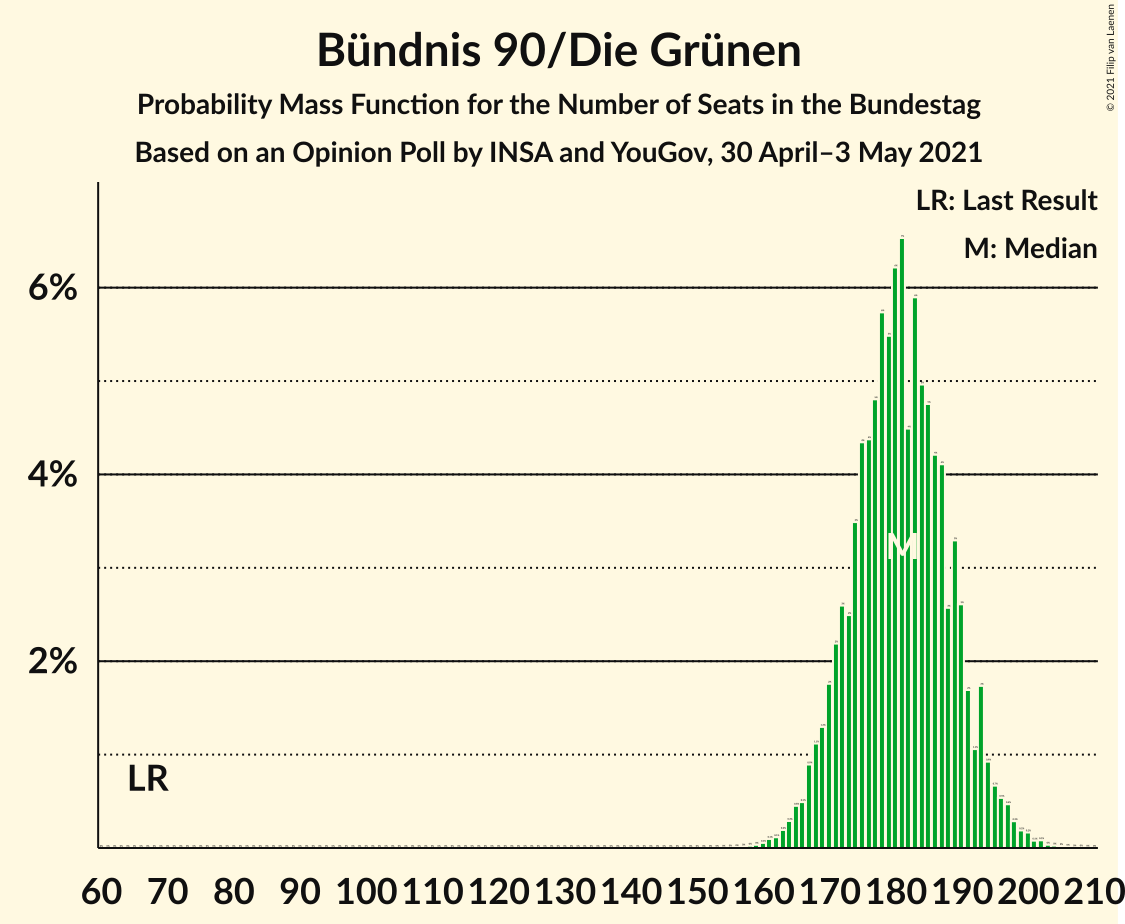 Bündnis 90/Die Grünen
Probability Mass Function for the Number of Seats in the Bundestag
Based on an Opinion Poll by INSA and YouGov, 30 April–3 May 2021
© 2021 Filip van Laenen
LR: Last Result
M: Median
6%
4%
M
2%
LR
60 70 80 90 100 110 120 130 140 150 160 170 180 190 200 210